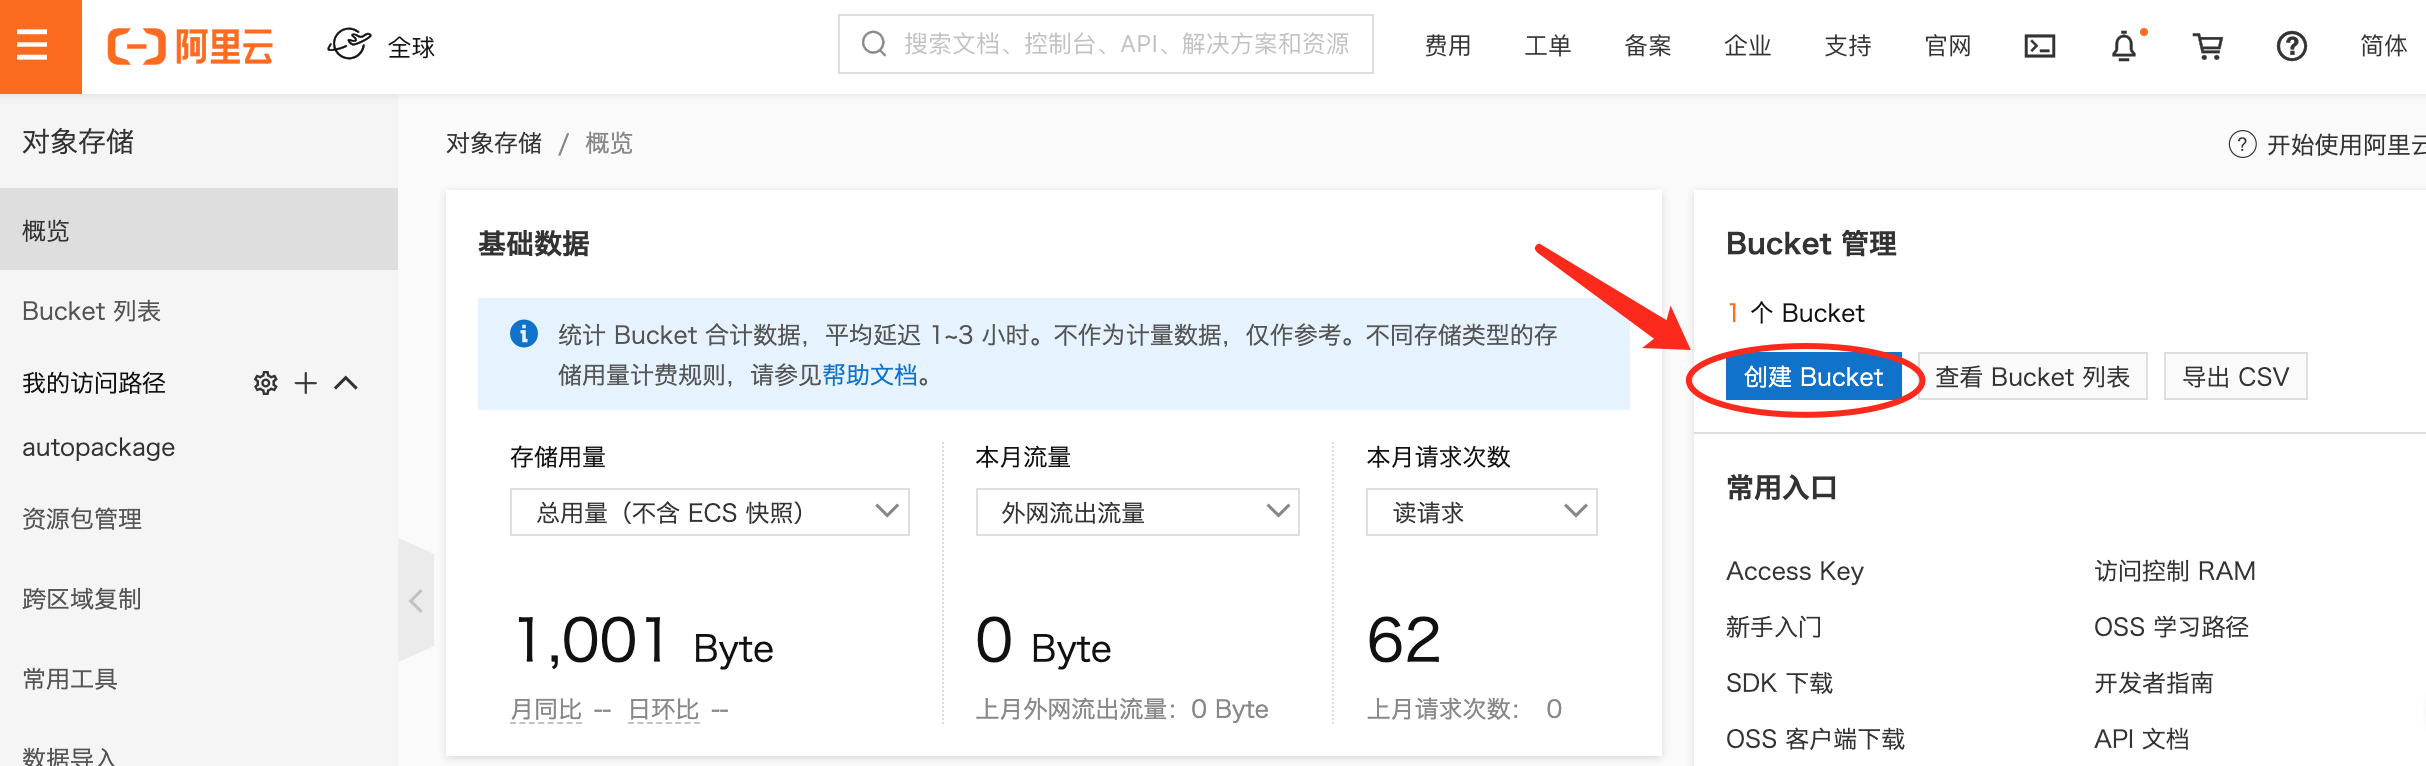 阿里云
全球
搜索文档、控制台、API、解决方案和资源
费用
工单
备案
企业
支持
官网
简体
对象存储
概览
Bucket 列表
我的访问路径
autopackage
资源包管理
跨区域复制
常用工具
数据导入
对象存储 / 概览
开始使用阿里云
基础数据
统计 Bucket 合计数据，平均延迟 1~3 小时。不作为计量数据，仅作参考。不同存储类型的存
储用量计费规则，请参见帮助文档。
存储用量
总用量（不含 ECS 快照）
1,001 Byte
月同比 -- 日环比 --
本月流量
外网流出流量
0 Byte
上月外网流出流量：0 Byte
本月请求次数
读请求
62
上月请求次数： 0
Bucket 管理
1 个 Bucket
创建 Bucket
查看 Bucket 列表
导出 CSV
常用入口
Access Key
访问控制 RAM
新手入门
OSS 学习路径
SDK 下载
开发者指南
OSS 客户端下载
API 文档